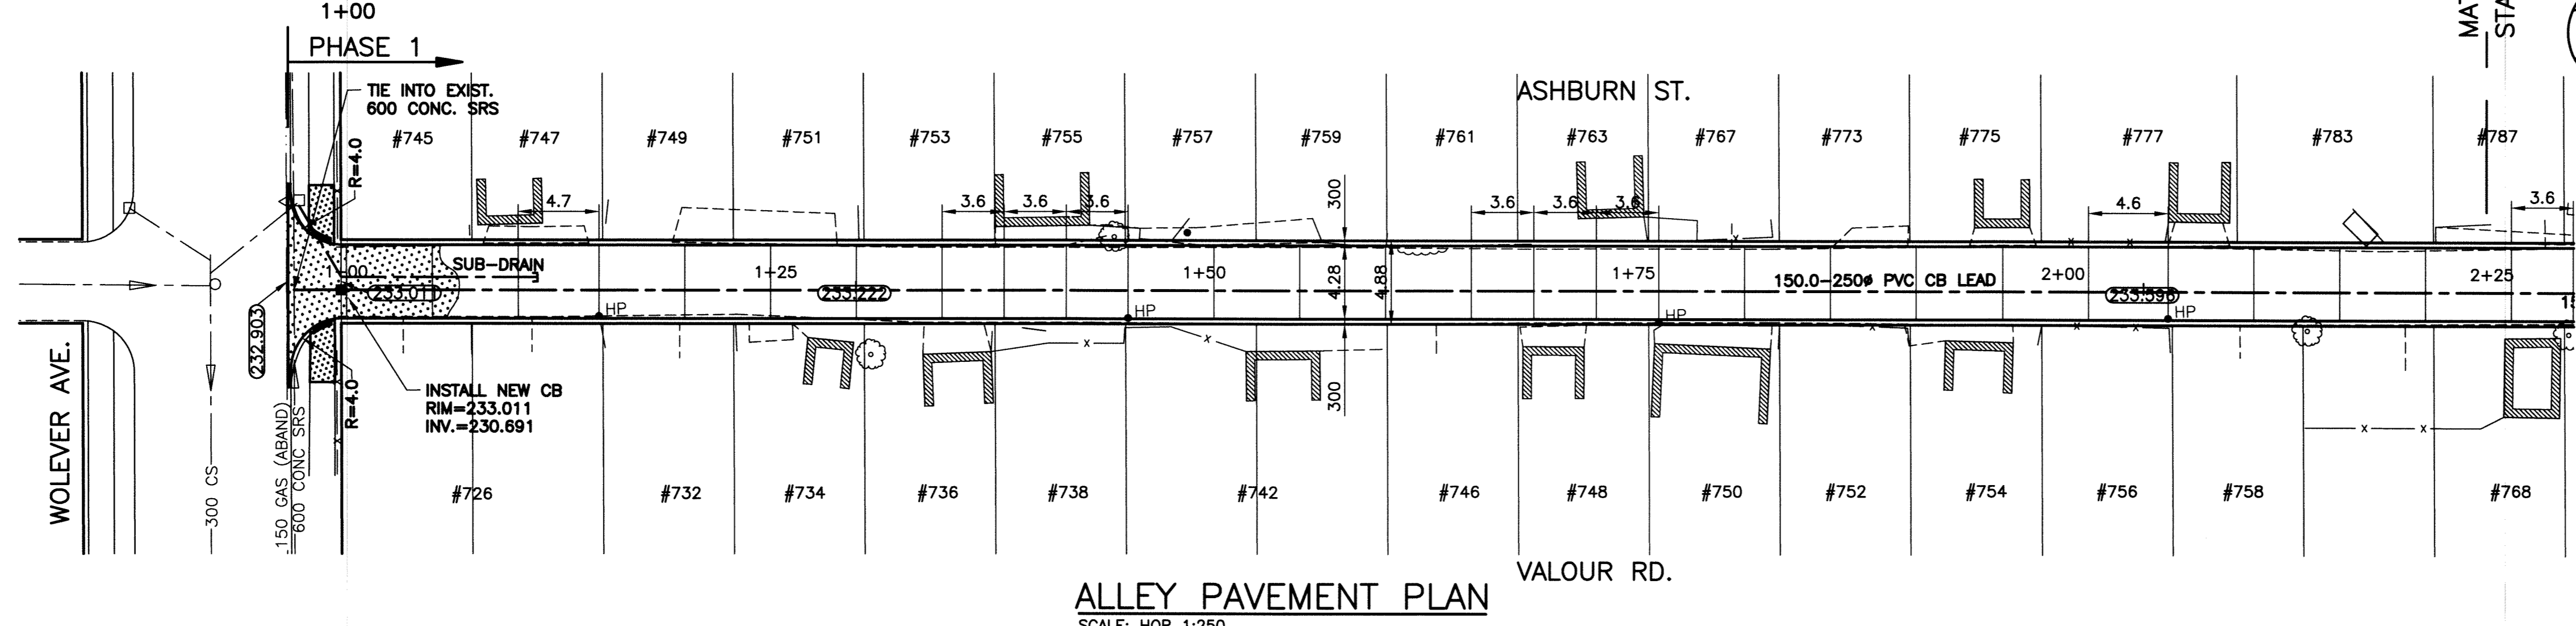 1+00
PHASE 1
TIE INTO EXIST.
600 CONC. SRS
R=4.0
ASHBURN ST.
#745
#747
#749
#751
#753
#755
#757
#759
#761
#763
#767
#773
#775
#777
#783
#787
4.7
3.6
3.6
3.6
300
3.6
3.6
3.6
4.6
3.6
SUB-DRAIN
1+00
1+25
1+50
1+75
2+00
2+25
233.011
233.222
4.28
4.88
150.0-250ø PVC CB LEAD
233.596
HP
HP
HP
HP
232.903
300
INSTALL NEW CB
RIM=233.011
INV.=230.691
R=4.0
WOLEVER AVE.
300 CS
150 GAS (ABAND)
600 CONC SRS
#726
#732
#734
#736
#738
#742
#746
#748
#750
#752
#754
#756
#758
#768
VALOUR RD.
ALLEY PAVEMENT PLAN
SCALE: HOR 1:250